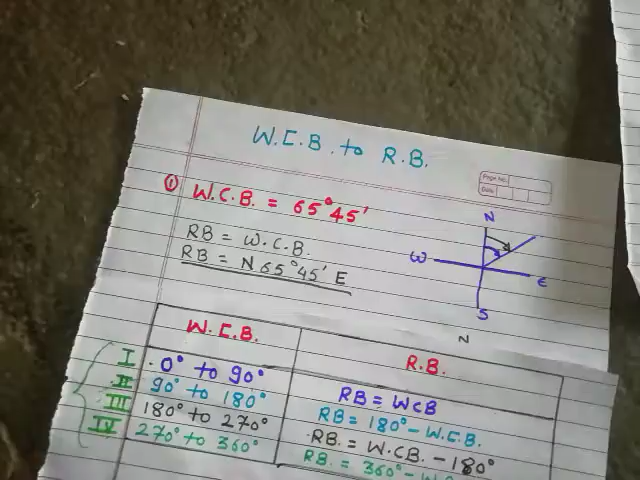 W.C.B. to R.B.
Page No:
Date:
① W.C.B. = 65°45'
RB = W.C.B.
RB = N 65°45' E
N
W
E
S
N
W.C.B. R.B.
I 0° to 90° RB = WCB
II 90° to 180° RB = 180° - W.C.B.
III 180° to 270° RB. = W.CB. - 180°
IV 270° to 360° RB. = 360° -